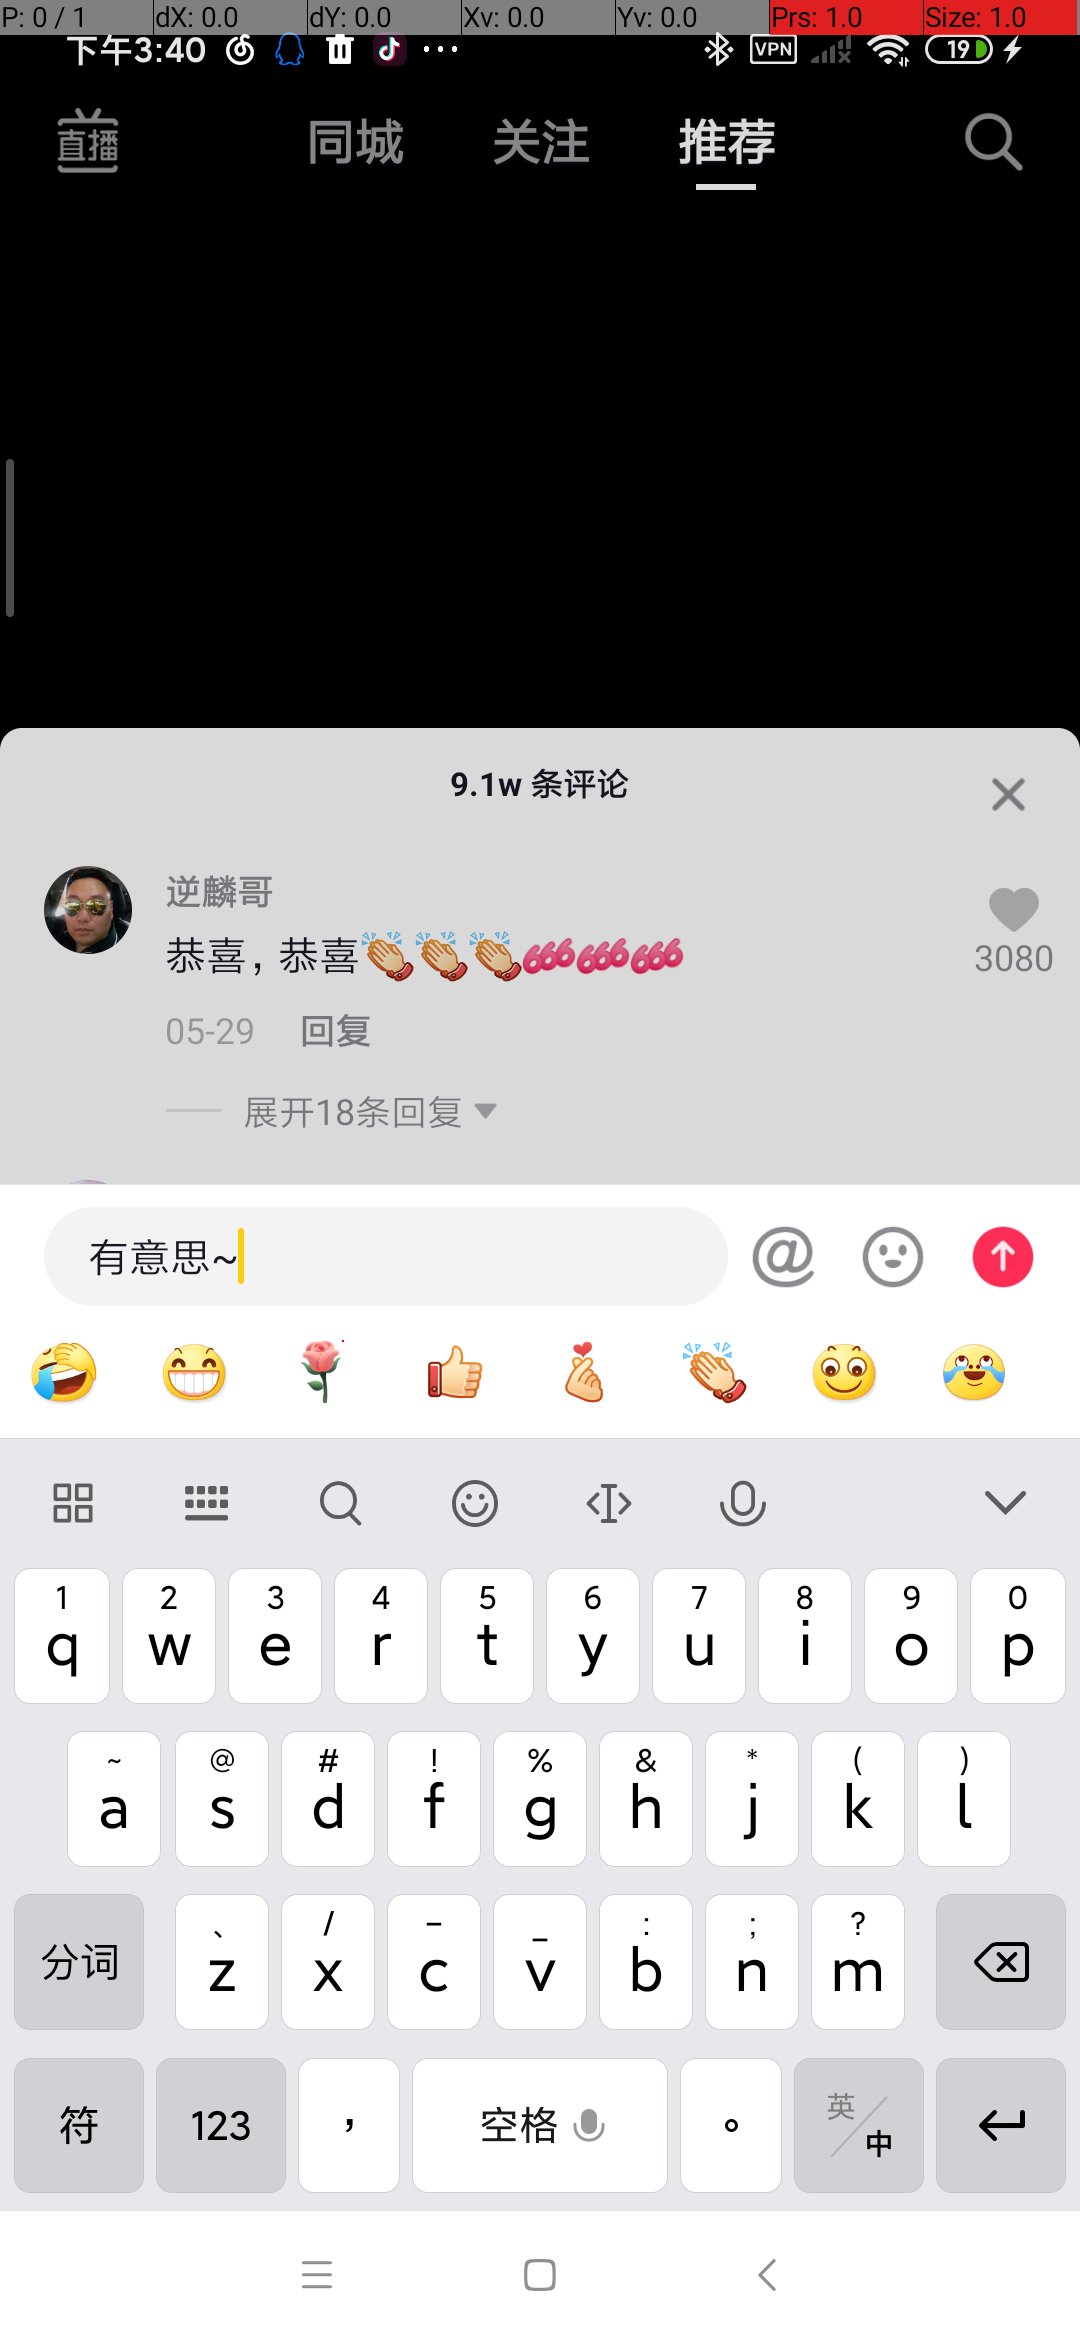 P: 0 / 1 dX: 0.0 dY: 0.0 Xv: 0.0 Yv: 0.0 Prs: 1.0 Size: 1.0
下午3:40 VPN 19
直播 同城 关注 推荐
9.1w 条评论
逆麟哥
恭喜，恭喜👏👏👏666666666
3080
05-29 回复
展开18条回复
有意思~
1 2 3 4 5 6 7 8 9 0
q w e r t y u i o p
~ @ # ! % & * ( )
a s d f g h j k l
、 / - _ : ; ?
分词 z x c v b n m
符 123 , 空格 。 英/中